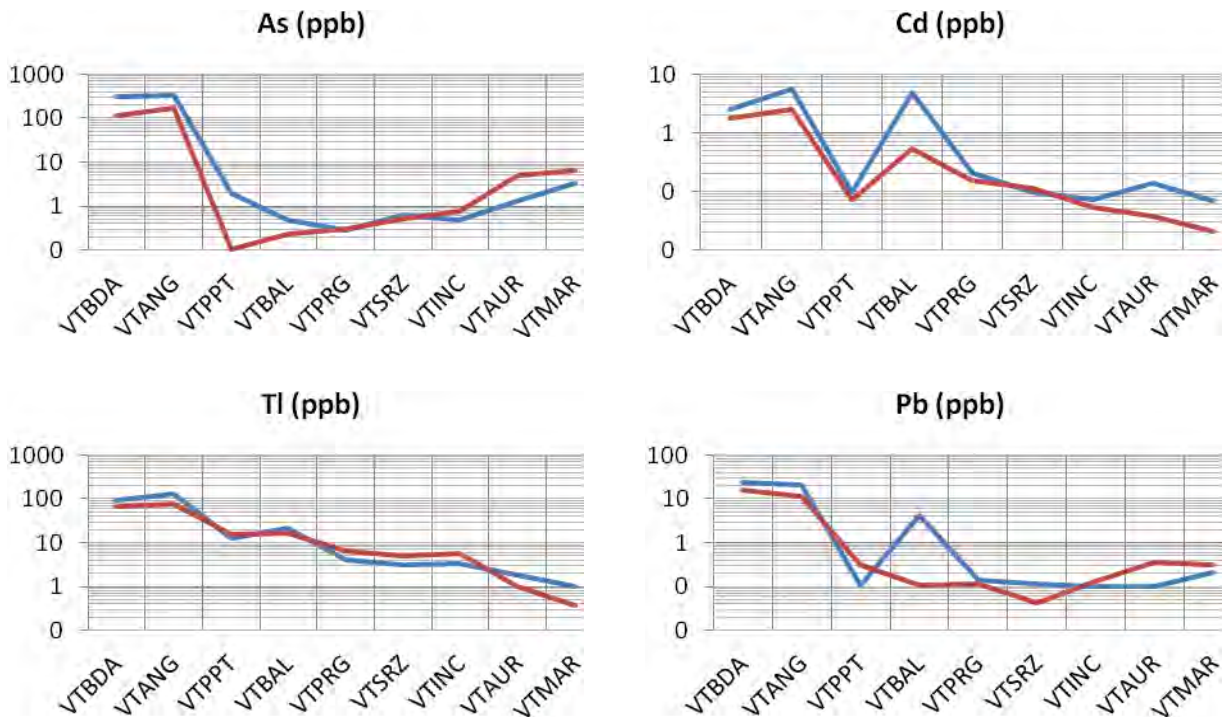 As (ppb)
1000
100
10
1
0
VTBDA
VTANG
VTPPT
VTBAL
VTPRG
VTSRZ
VTINC
VTAUR
VTMAR
Cd (ppb)
10
1
0
0
VTBDA
VTANG
VTPPT
VTBAL
VTPRG
VTSRZ
VTINC
VTAUR
VTMAR
Tl (ppb)
1000
100
10
1
0
VTBDA
VTANG
VTPPT
VTBAL
VTPRG
VTSRZ
VTINC
VTAUR
VTMAR
Pb (ppb)
100
10
1
0
0
VTBDA
VTANG
VTPPT
VTBAL
VTPRG
VTSRZ
VTINC
VTAUR
VTMAR